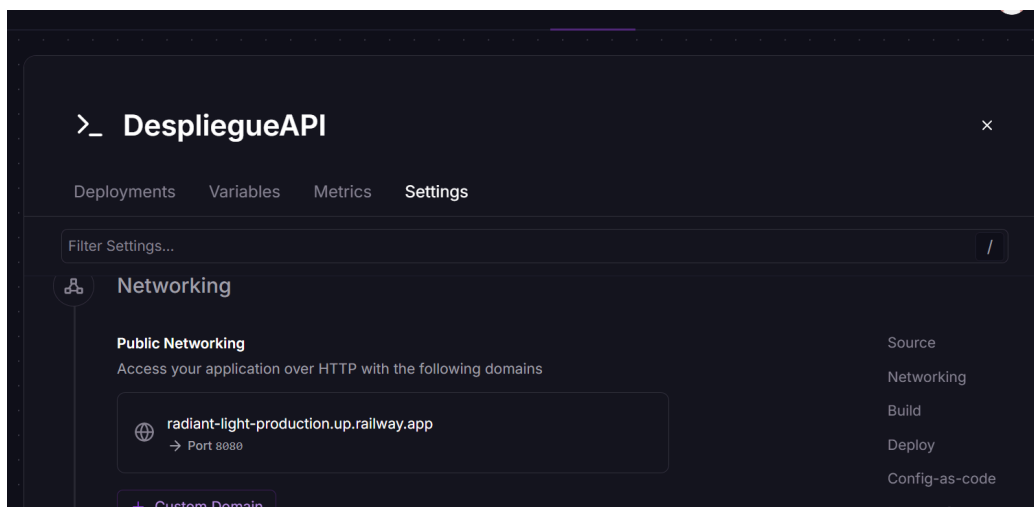 >_ DespliegueAPI
×
Deployments Variables Metrics Settings
Filter Settings...
/
Networking
Public Networking
Access your application over HTTP with the following domains
radiant-light-production.up.railway.app
→ Port 8080
+ Custom Domain
Source
Networking
Build
Deploy
Config-as-code